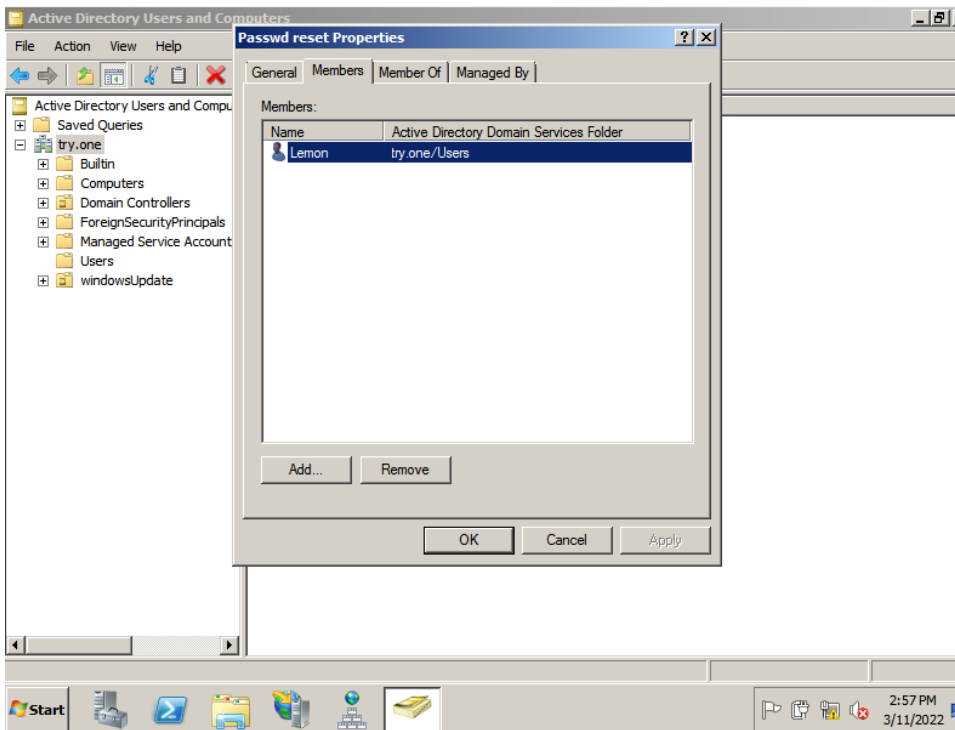 Active Directory Users and Computers
File Action View Help
Passwd reset Properties
General Members Member Of Managed By
Members:
Name Active Directory Domain Services Folder
Lemon try.one/Users
Add... Remove
OK Cancel Apply
Active Directory Users and Compu
Saved Queries
try.one
Builtin
Computers
Domain Controllers
ForeignSecurityPrincipals
Managed Service Account
Users
windowsUpdate
Start
2:57 PM
3/11/2022